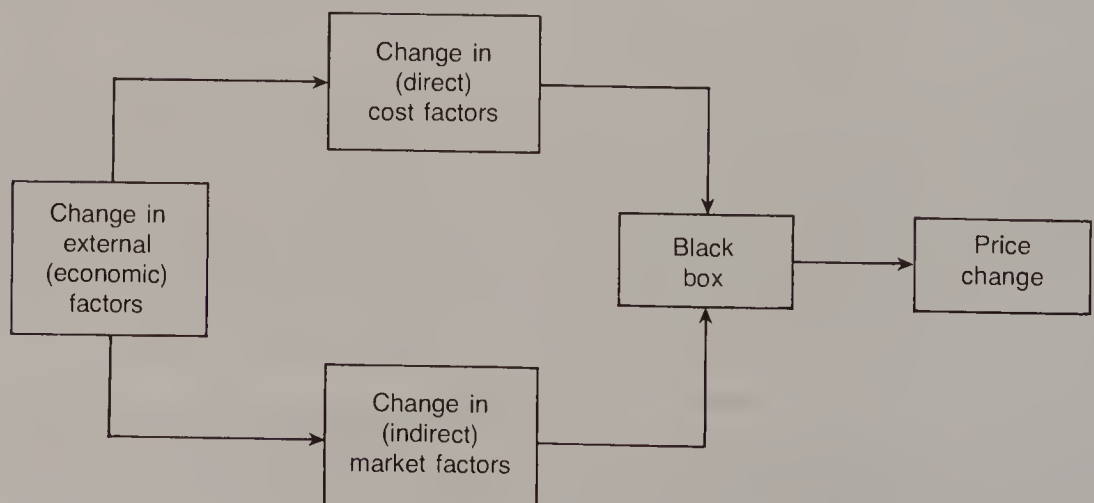 Change in
(direct)
cost factors
Change in
external
(economic)
factors
Black
box
Price
change
Change in
(indirect)
market factors